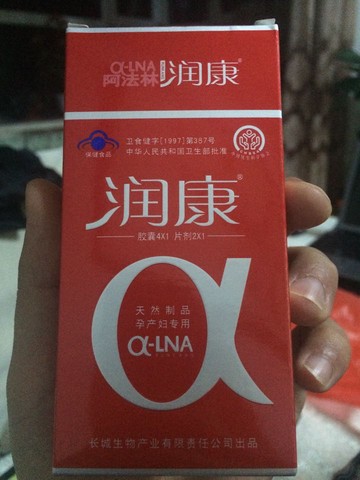 α-LNA
阿法林 润康®
卫食健字[1997]第367号
中华人民共和国卫生部批准
保健食品
润康®
胶囊4X1 片剂2X1
天然制品
孕产妇专用
α-LNA
长城生物产业有限责任公司出品